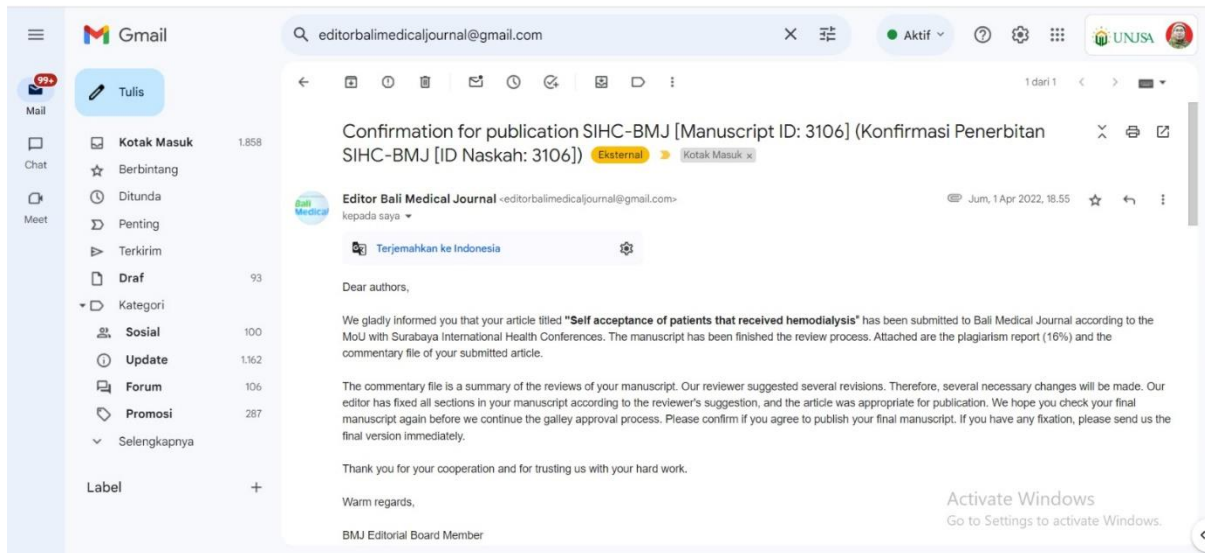 Gmail
editorbalimedicaljournal@gmail.com
Aktif
UNUSA
99+
Mail
Chat
Meet
Tulis
Kotak Masuk 1.858
Berbintang
Ditunda
Penting
Terkirim
Draf 93
Kategori
Sosial 100
Update 1.162
Forum 106
Promosi 287
Selengkapnya
Label +
1 dari 1
Confirmation for publication SIHC-BMJ [Manuscript ID: 3106] (Konfirmasi Penerbitan
SIHC-BMJ [ID Naskah: 3106]) Eksternal Kotak Masuk x
Bali
Medical
Editor Bali Medical Journal <editorbalimedicaljournal@gmail.com> Jum, 1 Apr 2022, 18.55
kepada saya
Terjemahkan ke Indonesia
Dear authors,
We gladly informed you that your article titled "Self acceptance of patients that received hemodialysis" has been submitted to Bali Medical Journal according to the
MoU with Surabaya International Health Conferences. The manuscript has been finished the review process. Attached are the plagiarism report (16%) and the
commentary file of your submitted article.
The commentary file is a summary of the reviews of your manuscript. Our reviewer suggested several revisions. Therefore, several necessary changes will be made. Our
editor has fixed all sections in your manuscript according to the reviewer's suggestion, and the article was appropriate for publication. We hope you check your final
manuscript again before we continue the galley approval process. Please confirm if you agree to publish your final manuscript. If you have any fixation, please send us the
final version immediately.
Thank you for your cooperation and for trusting us with your hard work.
Warm regards,
BMJ Editorial Board Member
Activate Windows
Go to Settings to activate Windows.